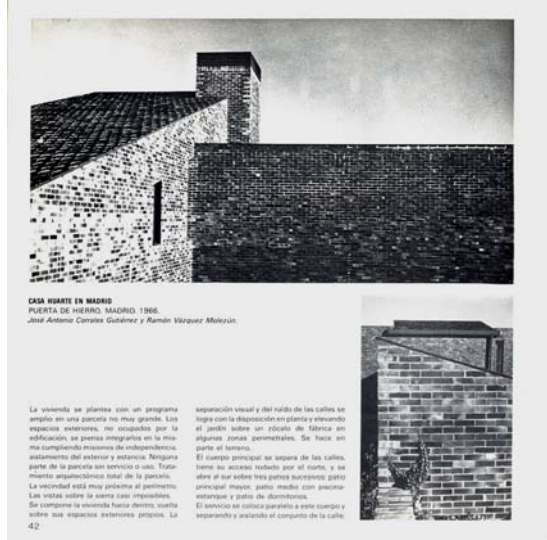 CASA HUARTE EN MADRID
PUERTA DE HIERRO, MADRID. 1966.
José Antonio Corrales Gutiérrez y Ramón Vázquez Molezún.
La vivienda se plantea con un programa
amplio en una parcela no muy grande. Los
espacios exteriores, no ocupados por la
edificación, se piensa integrarlos en la mis-
ma cumpliendo misiones de independencia,
aislamiento del exterior y estancia. Ninguna
parte de la parcela sin servicio o uso. Trata-
miento arquitectónico total de la parcela.
La vecindad está muy próxima al perímetro.
Las vistas sobre la sierra casi imposibles.
Se compone la vivienda hacia dentro, vuelta
sobre sus espacios exteriores propios. La
separación visual y del ruido de las calles se
logra con la disposición en planta y elevando
el jardín sobre un zócalo de fábrica en
algunas zonas perimetrales. Se hace en
parte el terreno.
El cuerpo principal se separa de las calles,
tiene su acceso rodado por el norte, y se
abre al sur sobre tres patios sucesivos: patio
principal mayor, patio medio con piscina-
estanque y patio de dormitorios.
El servicio se coloca paralelo a este cuerpo y
separando y aislando el conjunto de la calle.
42